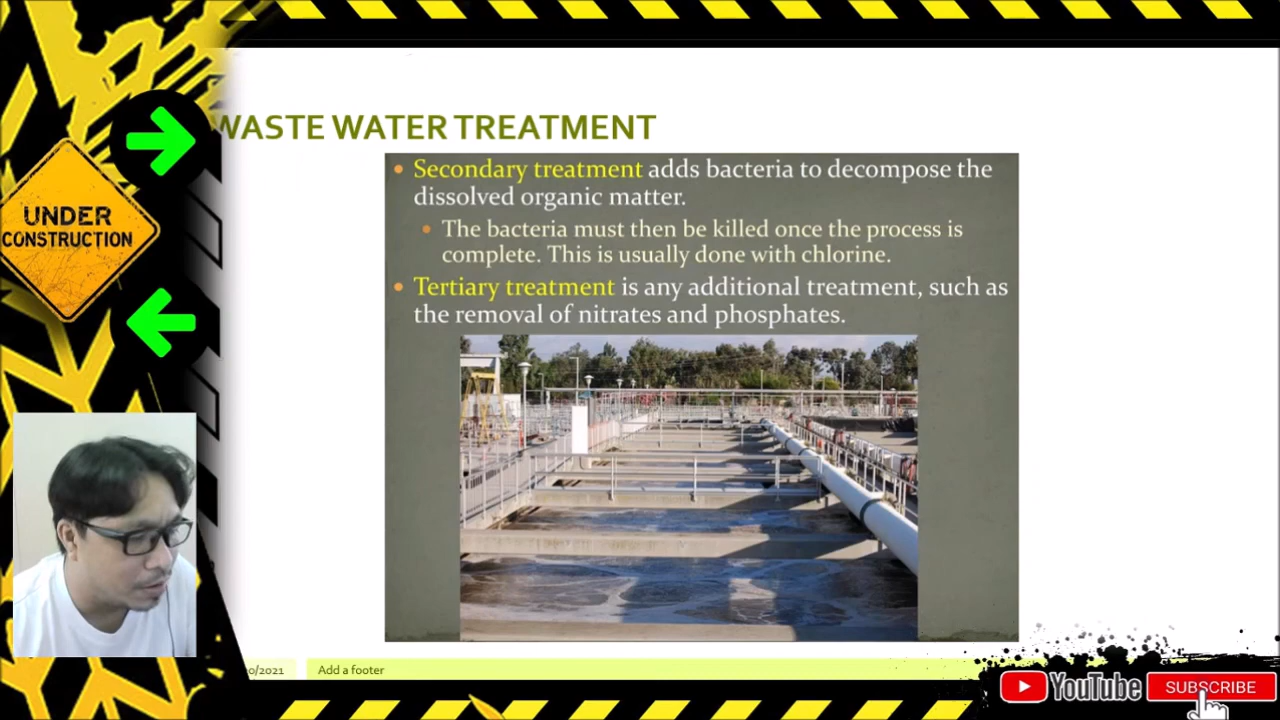 WASTE WATER TREATMENT
UNDER
CONSTRUCTION
Secondary treatment adds bacteria to decompose the
dissolved organic matter.
The bacteria must then be killed once the process is
complete. This is usually done with chlorine.
Tertiary treatment is any additional treatment, such as
the removal of nitrates and phosphates.
0/2021
Add a footer
YouTube
SUBSCRIBE